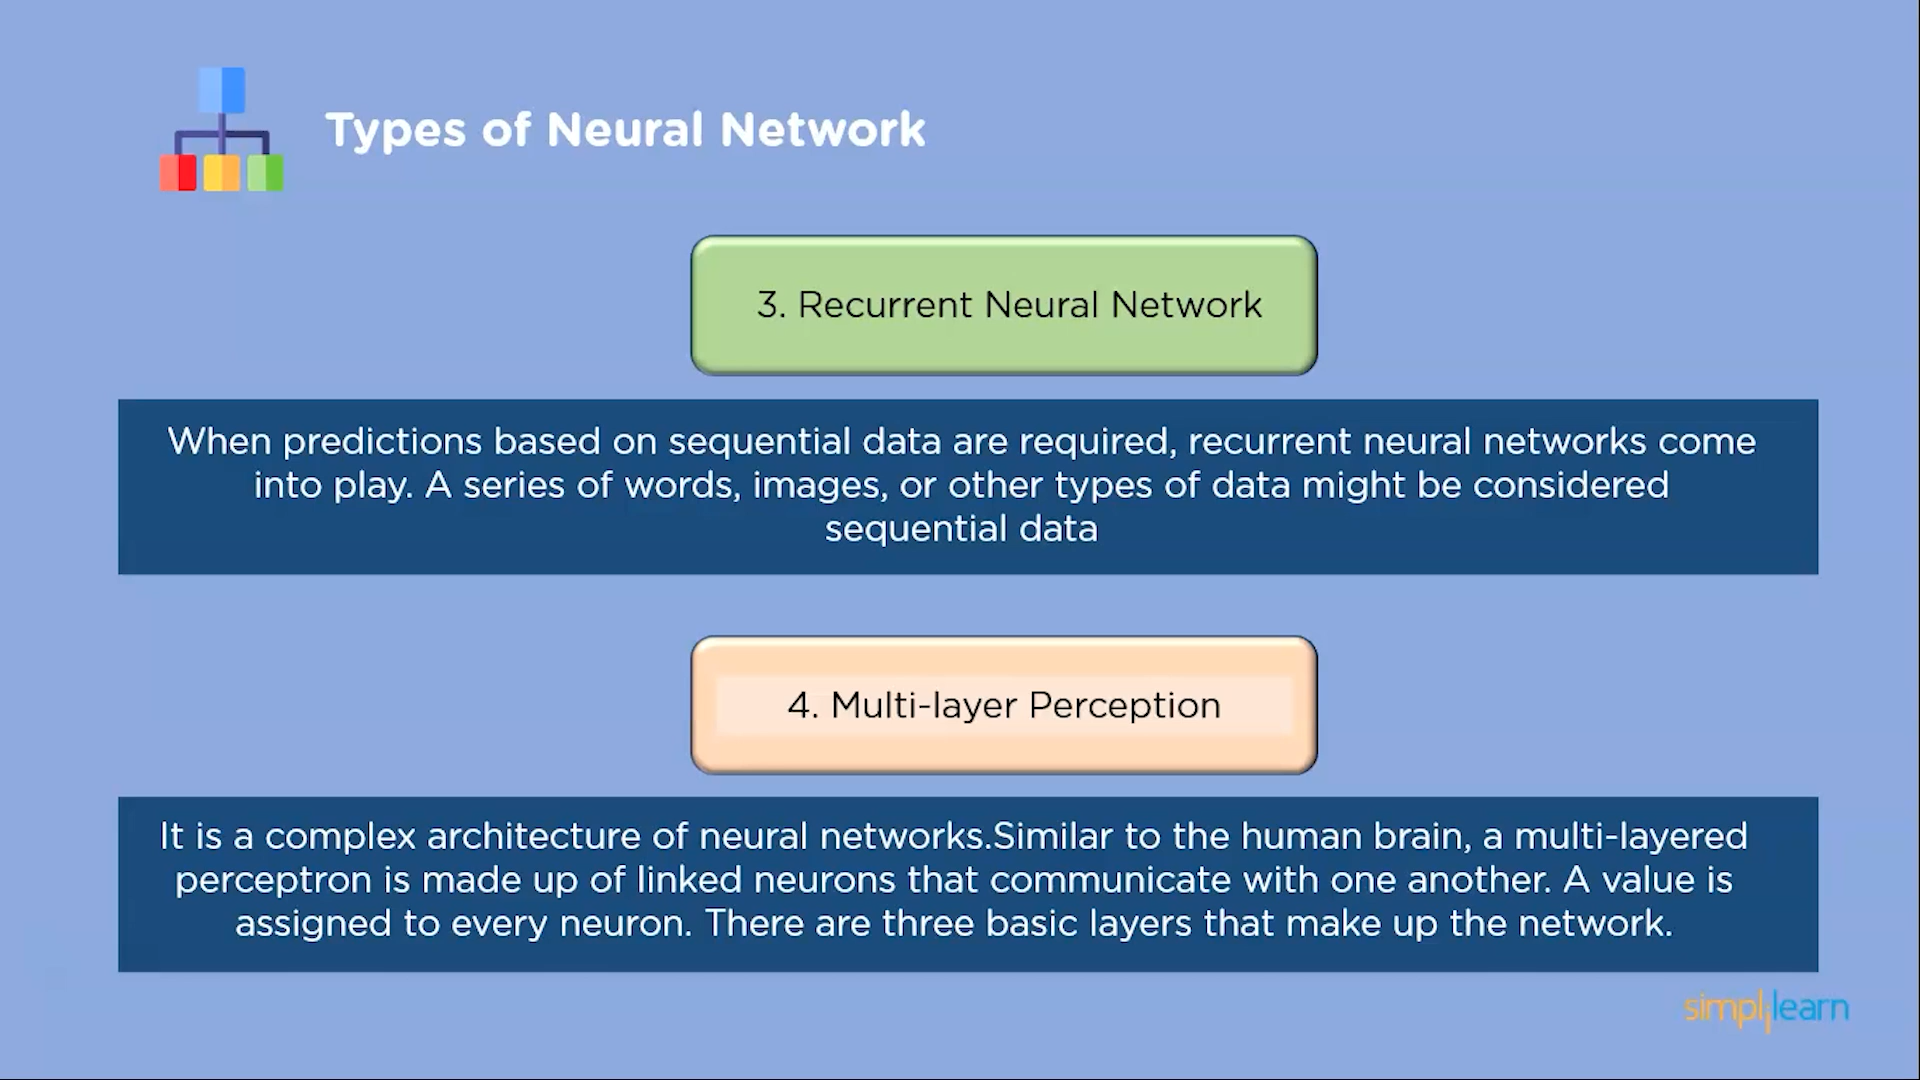 Types of Neural Network
3. Recurrent Neural Network
When predictions based on sequential data are required, recurrent neural networks come
into play. A series of words, images, or other types of data might be considered
sequential data
4. Multi-layer Perception
It is a complex architecture of neural networks.Similar to the human brain, a multi-layered
perceptron is made up of linked neurons that communicate with one another. A value is
assigned to every neuron. There are three basic layers that make up the network.
simplilearn